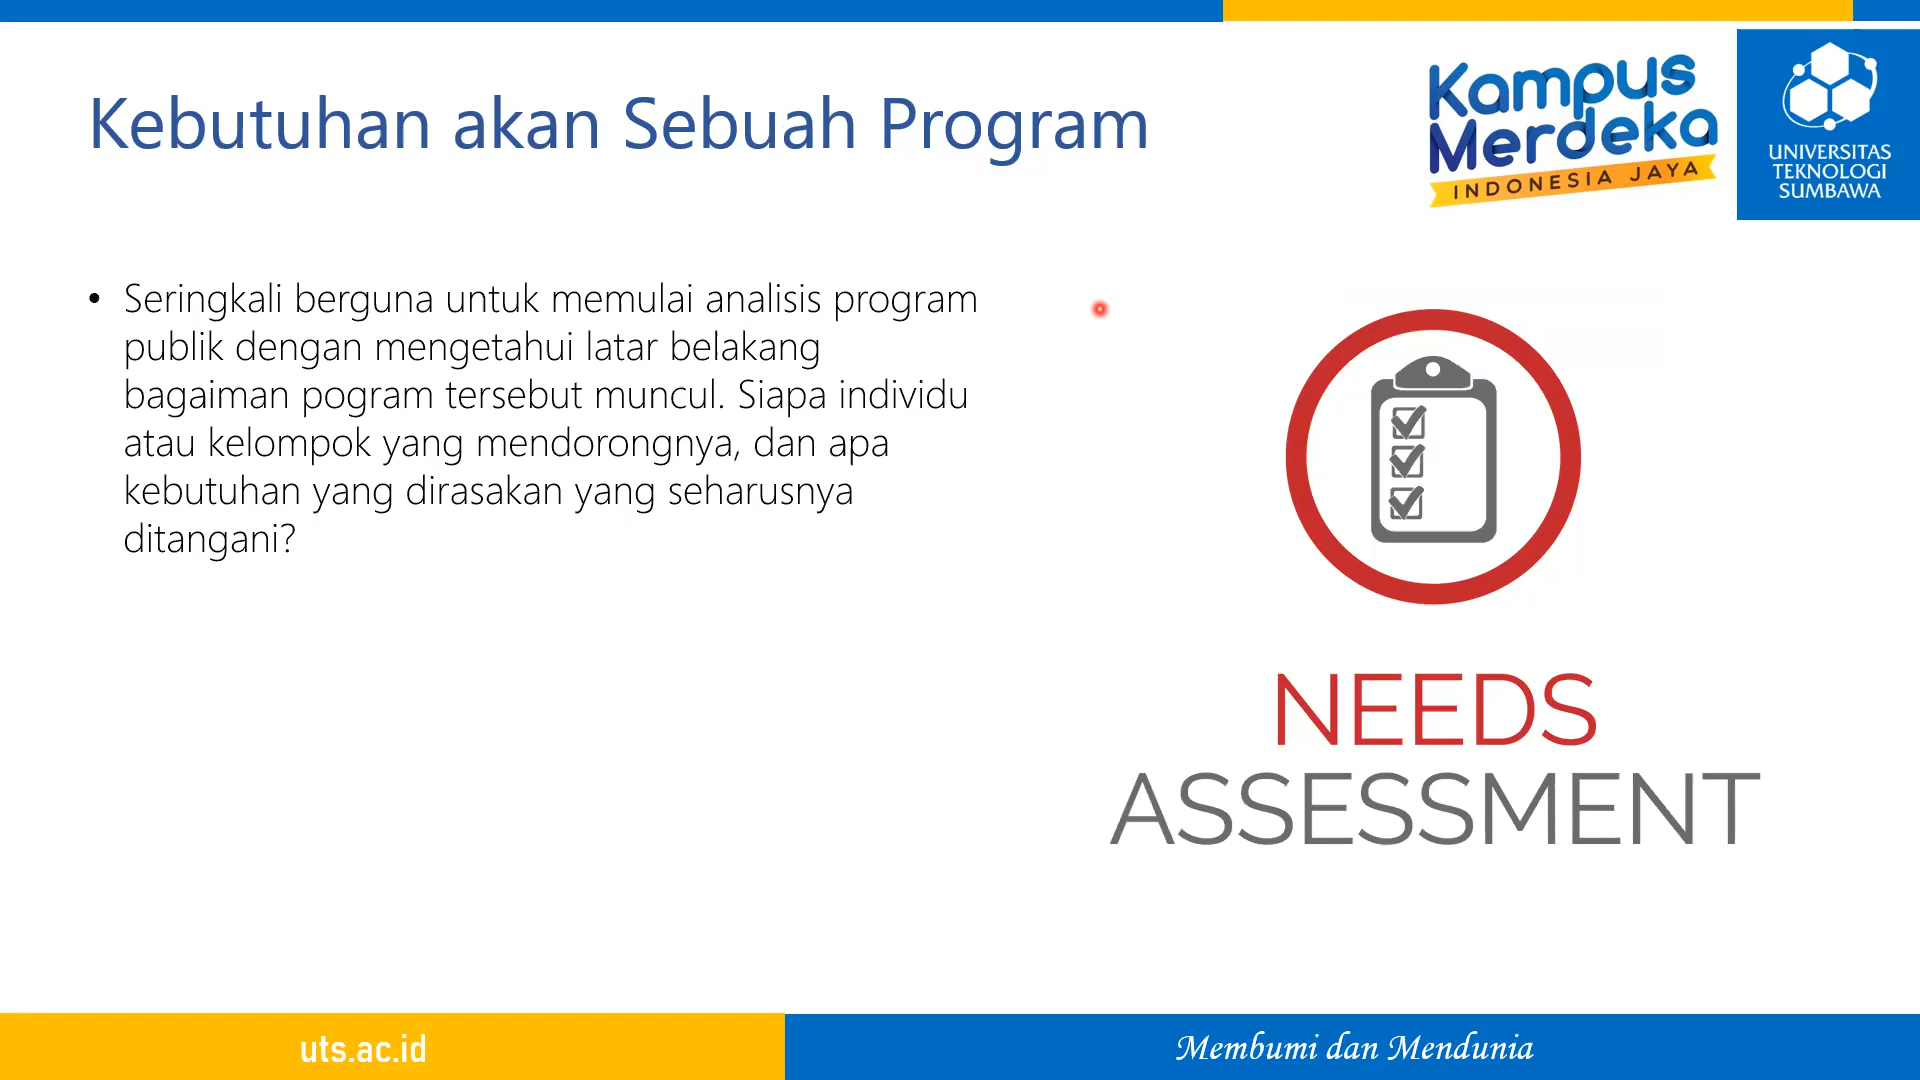 Kebutuhan akan Sebuah Program
Kampus
Merdeka
INDONESIA JAYA
UNIVERSITAS
TEKNOLOGI
SUMBAWA
• Seringkali berguna untuk memulai analisis program
publik dengan mengetahui latar belakang
bagaiman pogram tersebut muncul. Siapa individu
atau kelompok yang mendorongnya, dan apa
kebutuhan yang dirasakan yang seharusnya
ditangani?
NEEDS
ASSESSMENT
uts.ac.id
Membumi dan Mendunia